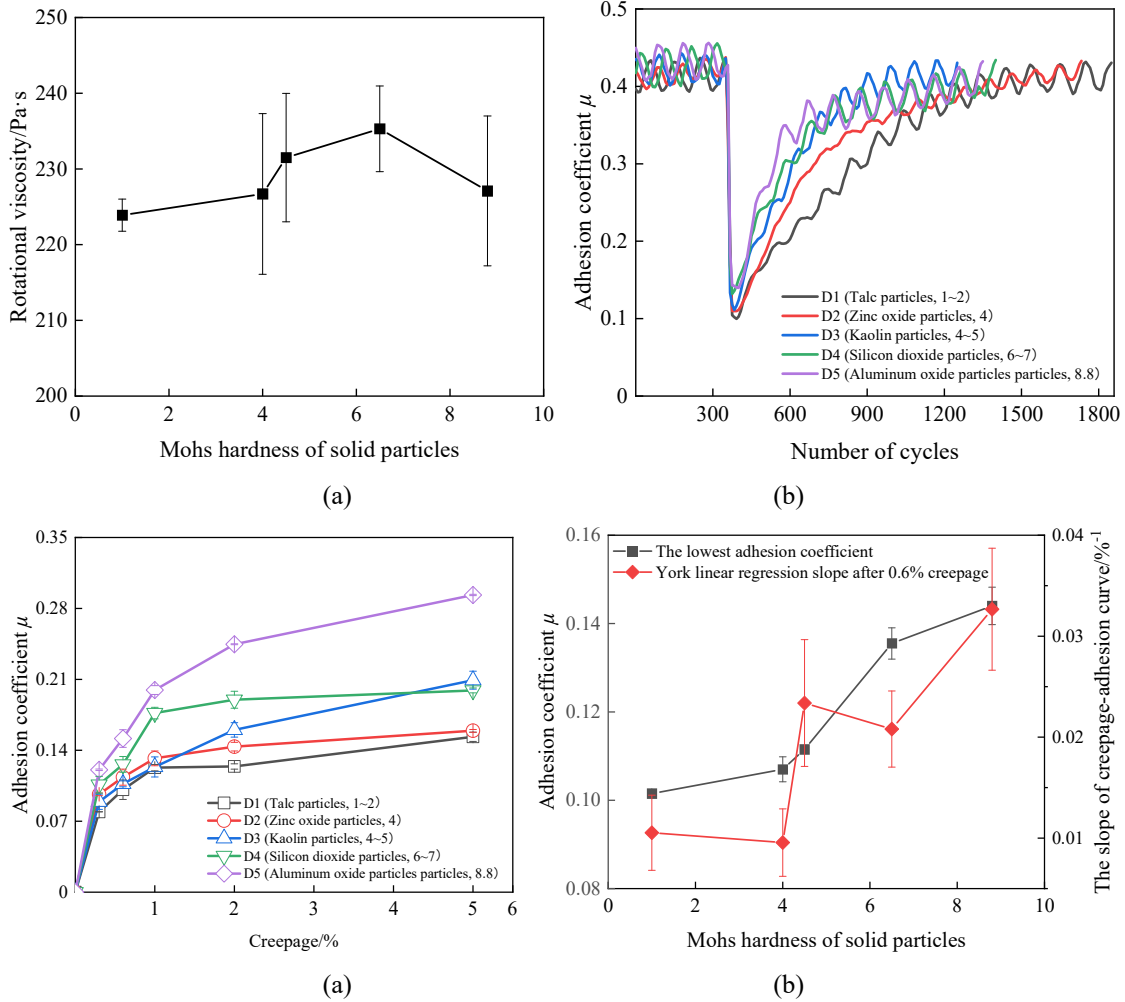 260
250
240
230
220
210
200
0
2
4
6
8
10
Rotational viscosity/Pa·s
Mohs hardness of solid particles
(a)
0.5
0.4
0.3
0.2
0.1
0
300
600
900
1200
1500
1800
Adhesion coefficient μ
D1 (Talc particles, 1~2)
D2 (Zinc oxide particles, 4)
D3 (Kaolin particles, 4~5)
D4 (Silicon dioxide particles, 6~7)
D5 (Aluminum oxide particles particles, 8.8)
Number of cycles
(b)
0.35
0.28
0.21
0.14
0.07
0
1
2
3
4
5
6
Adhesion coefficient μ
D1 (Talc particles, 1~2)
D2 (Zinc oxide particles, 4)
D3 (Kaolin particles, 4~5)
D4 (Silicon dioxide particles, 6~7)
D5 (Aluminum oxide particles particles, 8.8)
Creepage/%
(a)
0.16
0.14
0.12
0.10
0.08
0.04
0.03
0.02
0.01
0
2
4
6
8
10
The lowest adhesion coefficient
York linear regression slope after 0.6% creepage
Adhesion coefficient μ
The slope of creepage-adhesion curve/%⁻¹
Mohs hardness of solid particles
(b)